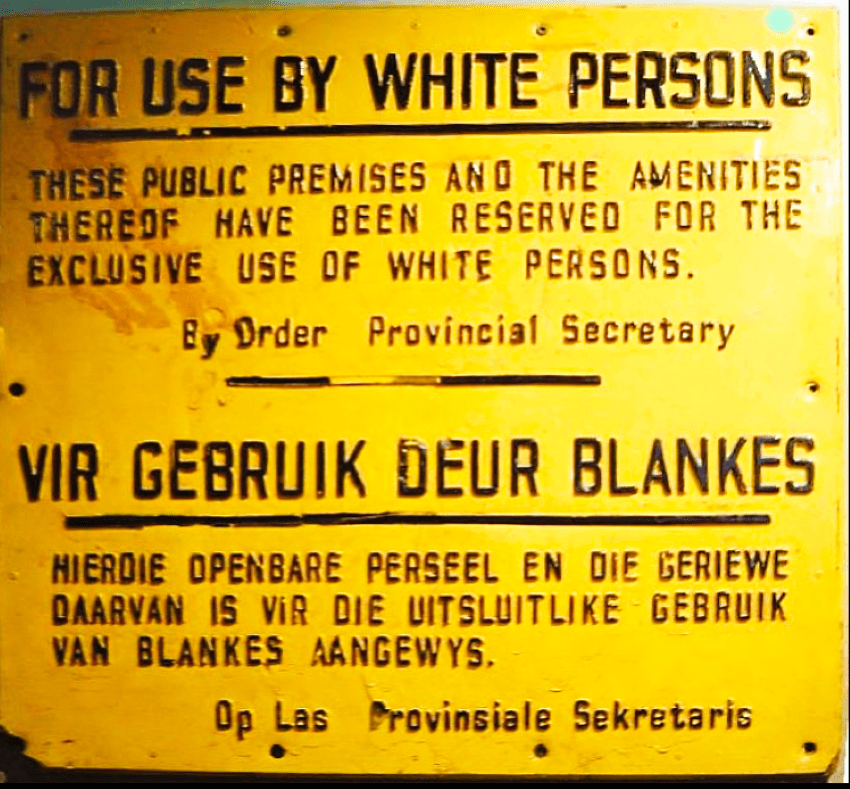 FOR USE BY WHITE PERSONS
THESE PUBLIC PREMISES AND THE AMENITIES
THEREOF HAVE BEEN RESERVED FOR THE
EXCLUSIVE USE OF WHITE PERSONS.
By Order Provincial Secretary
VIR GEBRUIK DEUR BLANKES
HIERDIE OPENBARE PERSEEL EN DIE GERIEWE
DAARVAN IS VIR DIE UITSLUITLIKE GEBRUIK
VAN BLANKES AANGEWYS.
Op Las Provinsiale Sekretaris